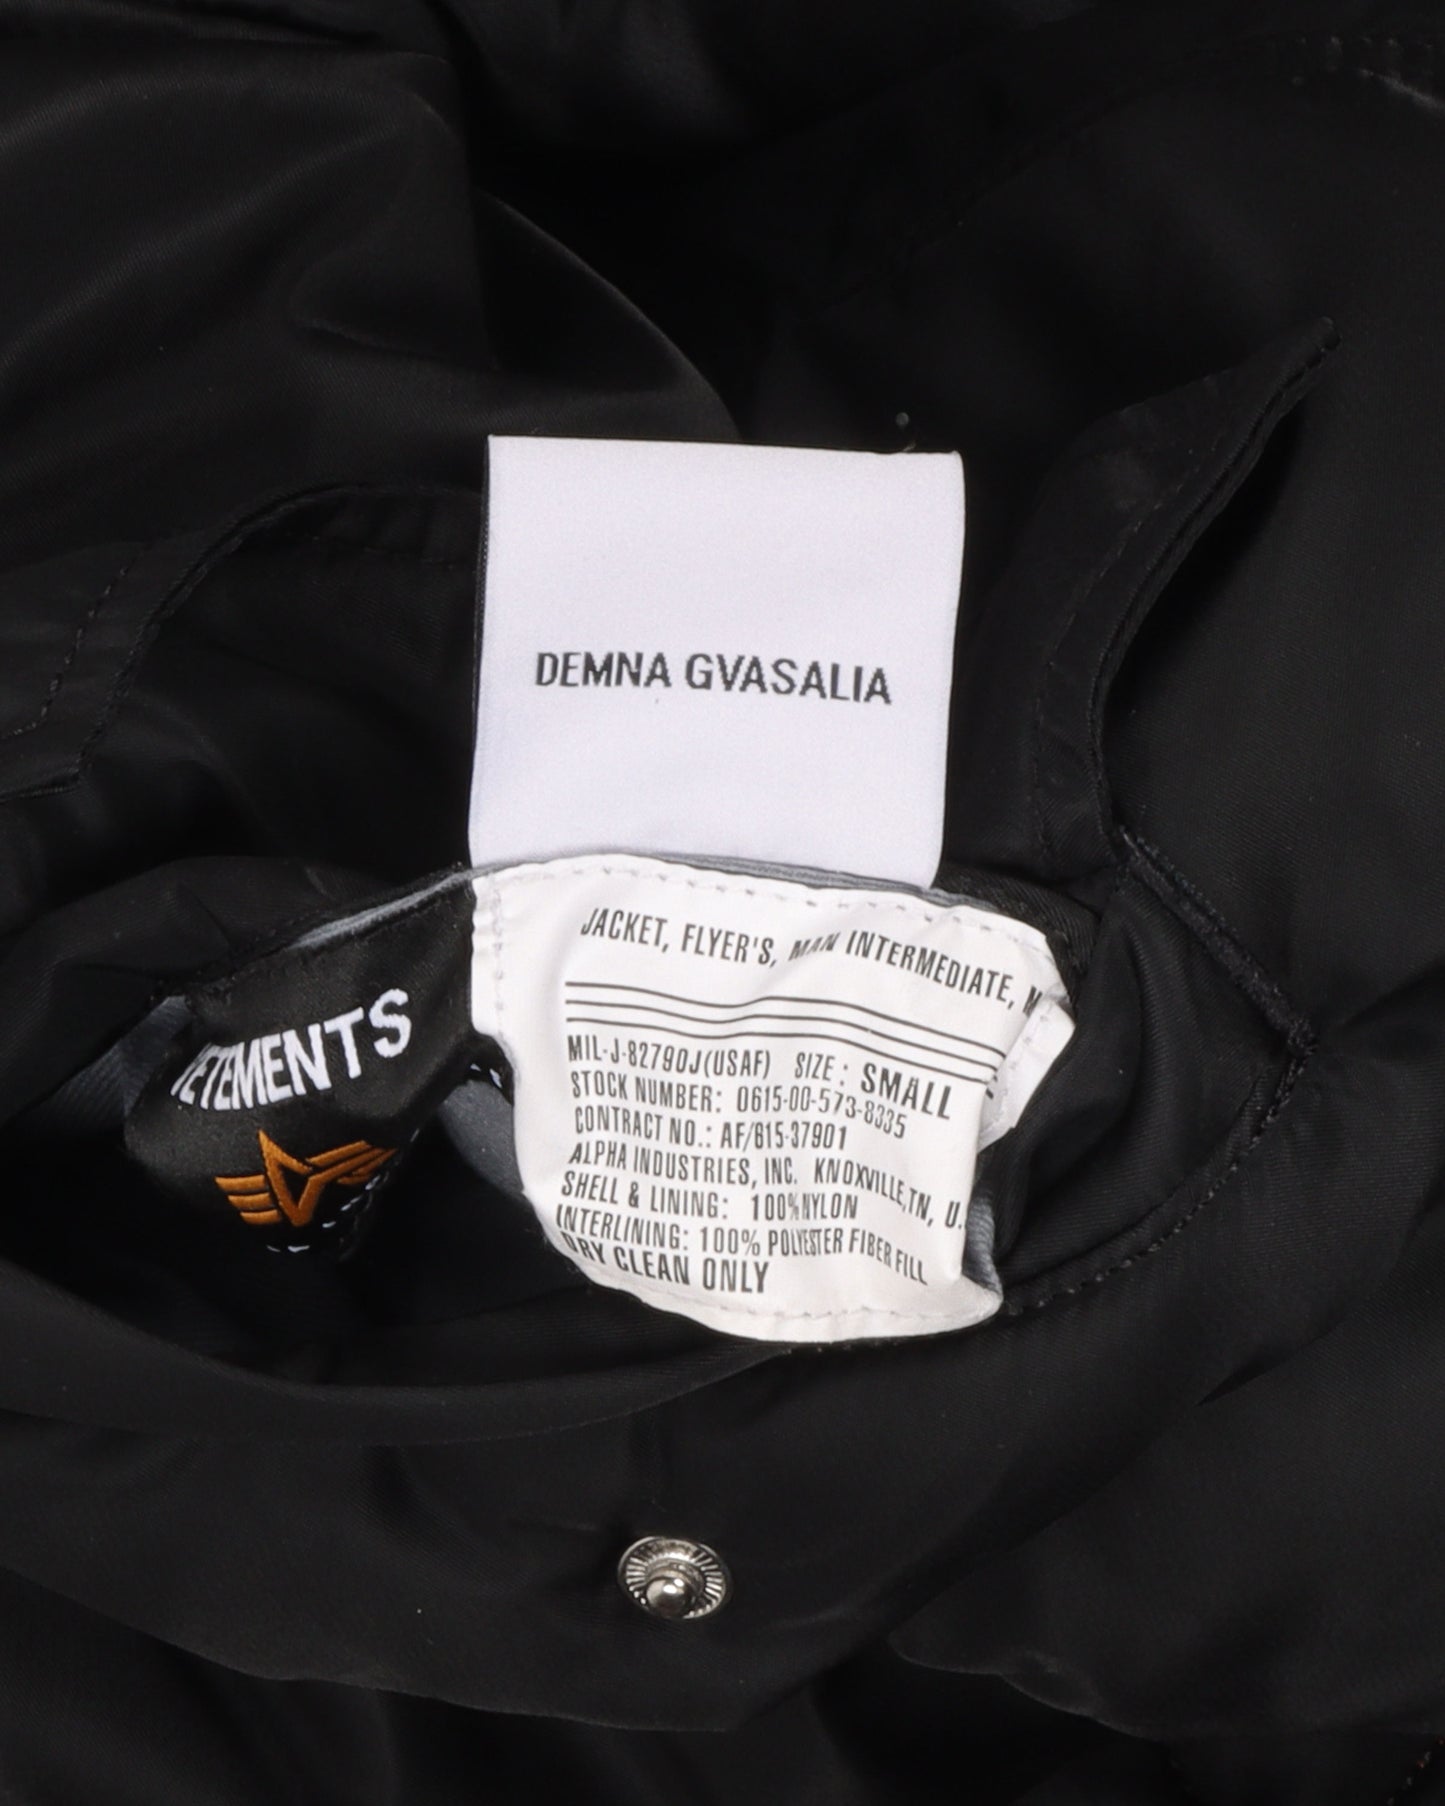 DEMNA GVASALIA
JACKET, FLYER'S, MAN INTERMEDIATE,
MIL-J-82790J(USAF) SIZE: SMALL
STOCK NUMBER: 0615-00-573-8335
CONTRACT NO.: AF/615-37901
ALPHA INDUSTRIES, INC. KNOXVILLE, TN, U.
SHELL & LINING: 100% NYLON
INTERLINING: 100% POLYESTER FIBER FILL
DRY CLEAN ONLY
VETEMENTS